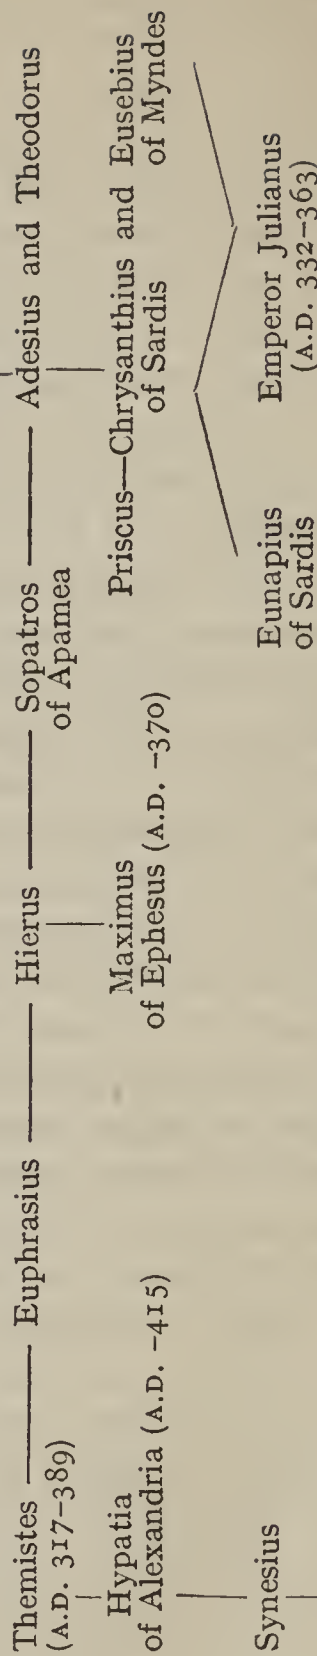 Themistes — Euphrasius — Hierus — Sopatros — Adesius and Theodorus
(A.D. 317–389)
of Apamea
Hypatia
of Alexandria (A.D. –415)
Maximus
of Ephesus (A.D. –370)
Priscus—Chrysanthius and Eusebius
of Sardis
of Myndes
Synesius
Eunapius
of Sardis
Emperor Julianus
(A.D. 332–363)